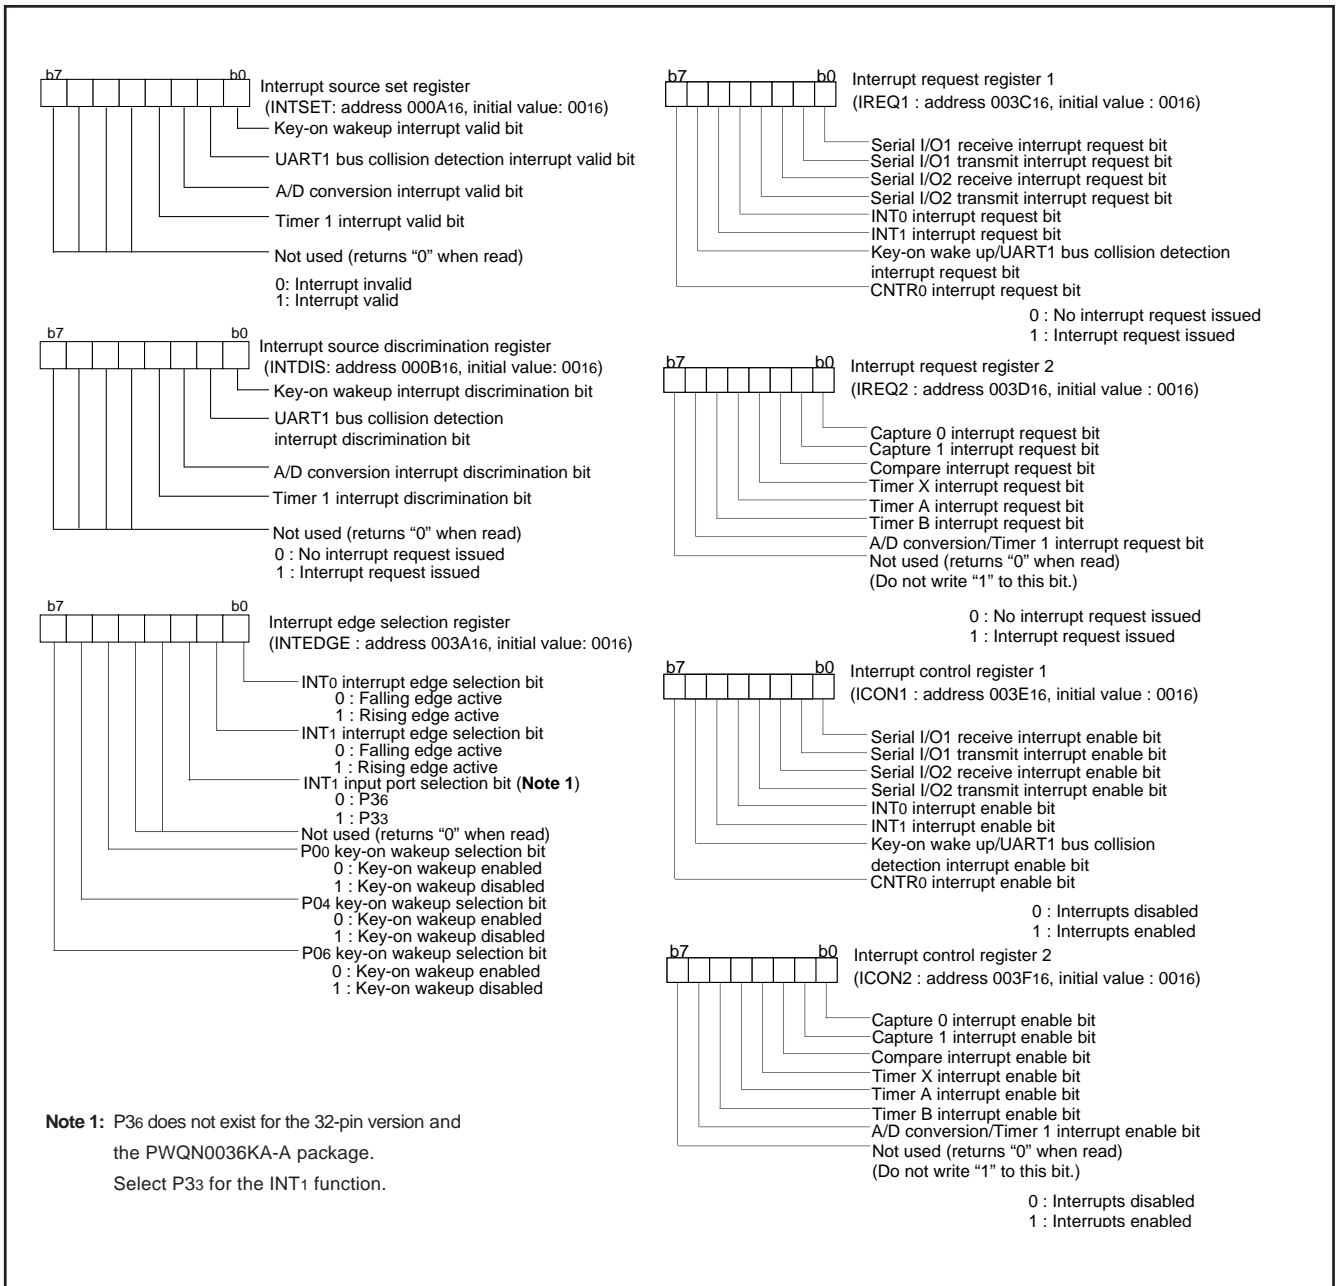 b7 b0
Interrupt source set register
(INTSET: address 000A16, initial value: 0016)
Key-on wakeup interrupt valid bit
UART1 bus collision detection interrupt valid bit
A/D conversion interrupt valid bit
Timer 1 interrupt valid bit
Not used (returns “0” when read)
0: Interrupt invalid
1: Interrupt valid
b7 b0
Interrupt source discrimination register
(INTDIS: address 000B16, initial value: 0016)
Key-on wakeup interrupt discrimination bit
UART1 bus collision detection
interrupt discrimination bit
A/D conversion interrupt discrimination bit
Timer 1 interrupt discrimination bit
Not used (returns “0” when read)
0 : No interrupt request issued
1 : Interrupt request issued
b7 b0
Interrupt edge selection register
(INTEDGE : address 003A16, initial value: 0016)
INT0 interrupt edge selection bit
0 : Falling edge active
1 : Rising edge active
INT1 interrupt edge selection bit
0 : Falling edge active
1 : Rising edge active
INT1 input port selection bit (Note 1)
0 : P36
1 : P33
Not used (returns “0” when read)
P00 key-on wakeup selection bit
0 : Key-on wakeup enabled
1 : Key-on wakeup disabled
P04 key-on wakeup selection bit
0 : Key-on wakeup enabled
1 : Key-on wakeup disabled
P06 key-on wakeup selection bit
0 : Key-on wakeup enabled
1 : Key-on wakeup disabled
Note 1: P36 does not exist for the 32-pin version and
the PWQN0036KA-A package.
Select P33 for the INT1 function.
b7 b0
Interrupt request register 1
(IREQ1 : address 003C16, initial value : 0016)
Serial I/O1 receive interrupt request bit
Serial I/O1 transmit interrupt request bit
Serial I/O2 receive interrupt request bit
Serial I/O2 transmit interrupt request bit
INT0 interrupt request bit
INT1 interrupt request bit
Key-on wake up/UART1 bus collision detection
interrupt request bit
CNTR0 interrupt request bit
0 : No interrupt request issued
1 : Interrupt request issued
b7 b0
Interrupt request register 2
(IREQ2 : address 003D16, initial value : 0016)
Capture 0 interrupt request bit
Capture 1 interrupt request bit
Compare interrupt request bit
Timer X interrupt request bit
Timer A interrupt request bit
Timer B interrupt request bit
A/D conversion/Timer 1 interrupt request bit
Not used (returns “0” when read)
(Do not write “1” to this bit.)
0 : No interrupt request issued
1 : Interrupt request issued
b7 b0
Interrupt control register 1
(ICON1 : address 003E16, initial value : 0016)
Serial I/O1 receive interrupt enable bit
Serial I/O1 transmit interrupt enable bit
Serial I/O2 receive interrupt enable bit
Serial I/O2 transmit interrupt enable bit
INT0 interrupt enable bit
INT1 interrupt enable bit
Key-on wake up/UART1 bus collision
detection interrupt enable bit
CNTR0 interrupt enable bit
0 : Interrupts disabled
1 : Interrupts enabled
b7 b0
Interrupt control register 2
(ICON2 : address 003F16, initial value : 0016)
Capture 0 interrupt enable bit
Capture 1 interrupt enable bit
Compare interrupt enable bit
Timer X interrupt enable bit
Timer A interrupt enable bit
Timer B interrupt enable bit
A/D conversion/Timer 1 interrupt enable bit
Not used (returns “0” when read)
(Do not write “1” to this bit.)
0 : Interrupts disabled
1 : Interrupts enabled